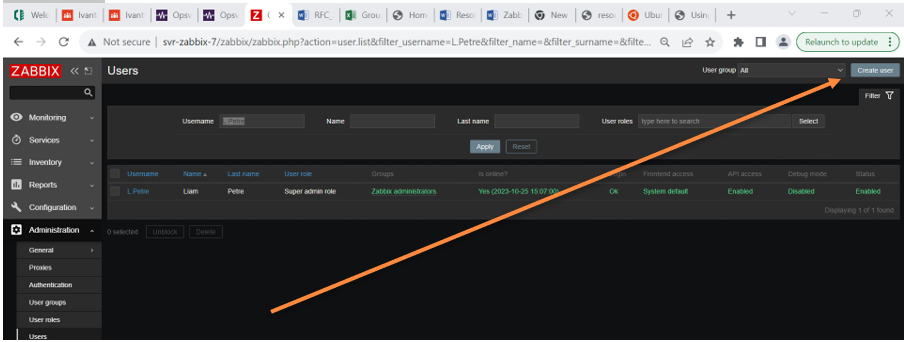 Welc
Ivant
Ivant
Opsv
Opsv
RFC_
Grou
Hom
Reso
Zabb
New
resoi
Ubur
Using
Not secure
svr-zabbix-7/zabbix/zabbix.php?action=user.list&filter_username=L.Petre&filter_name=&filter_surname=&filte...
Relaunch to update
ZABBIX
Users
User group All
Create user
Filter
Monitoring
Services
Inventory
Reports
Configuration
Administration
General
Proxies
Authentication
User groups
User roles
Users
Username L.Petre Name Last name User roles type here to search Select
Apply Reset
Username Name Last name User role Groups Is online? Frontend access API access Debug mode Status
L.Petre Liam Petre Super admin role Zabbix administrators Yes (2023-10-25 15:07:00) Ok System default Enabled Disabled Enabled
Displaying 1 of 1 found
0 selected Unblock Delete